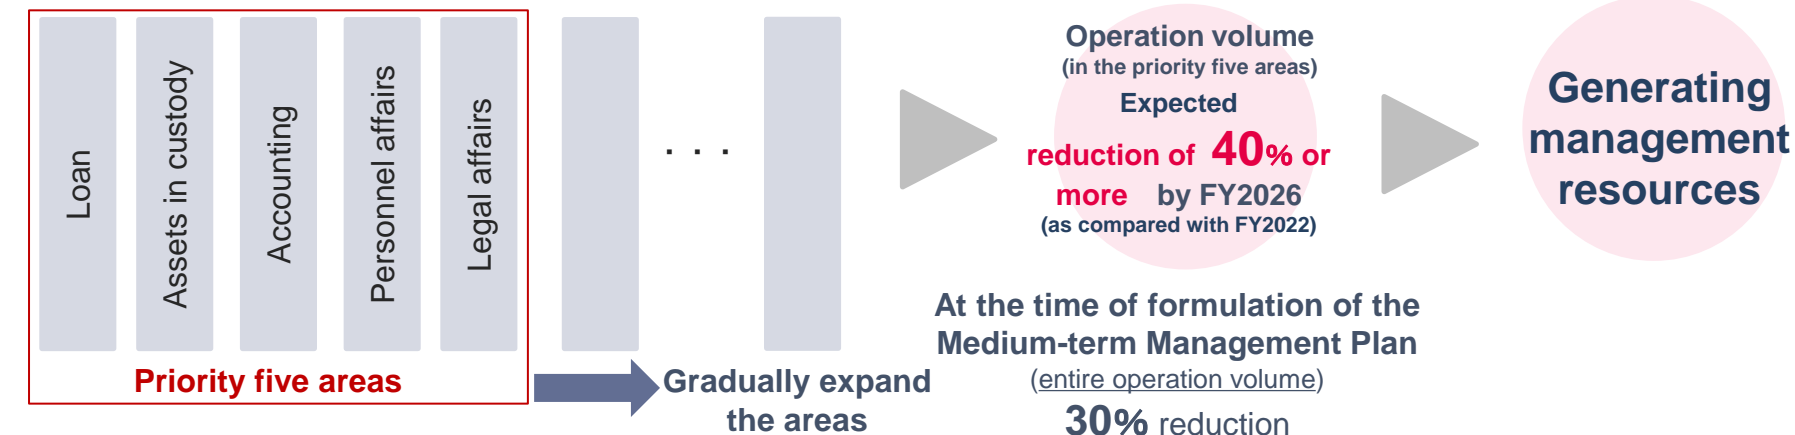 Loan
Assets in custody
Accounting
Personnel affairs
Legal affairs
Priority five areas
. . .
Gradually expand
the areas
Operation volume
(in the priority five areas)
Expected
reduction of 40% or
more by FY2026
(as compared with FY2022)
At the time of formulation of the
Medium-term Management Plan
(entire operation volume)
30% reduction
Generating
management
resources